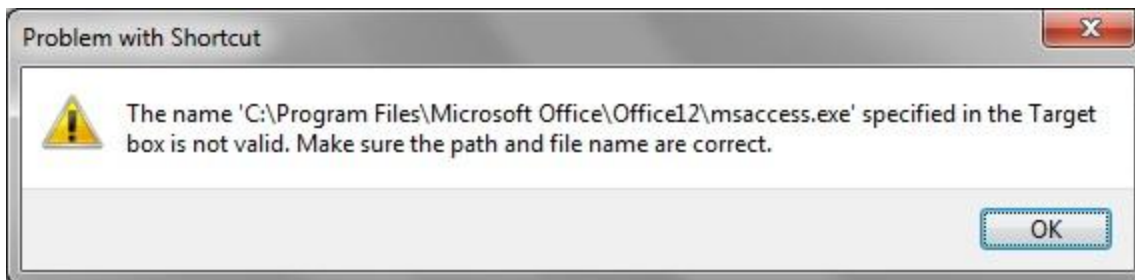 Problem with Shortcut
The name 'C:\Program Files\Microsoft Office\Office12\msaccess.exe' specified in the Target
box is not valid. Make sure the path and file name are correct.
OK